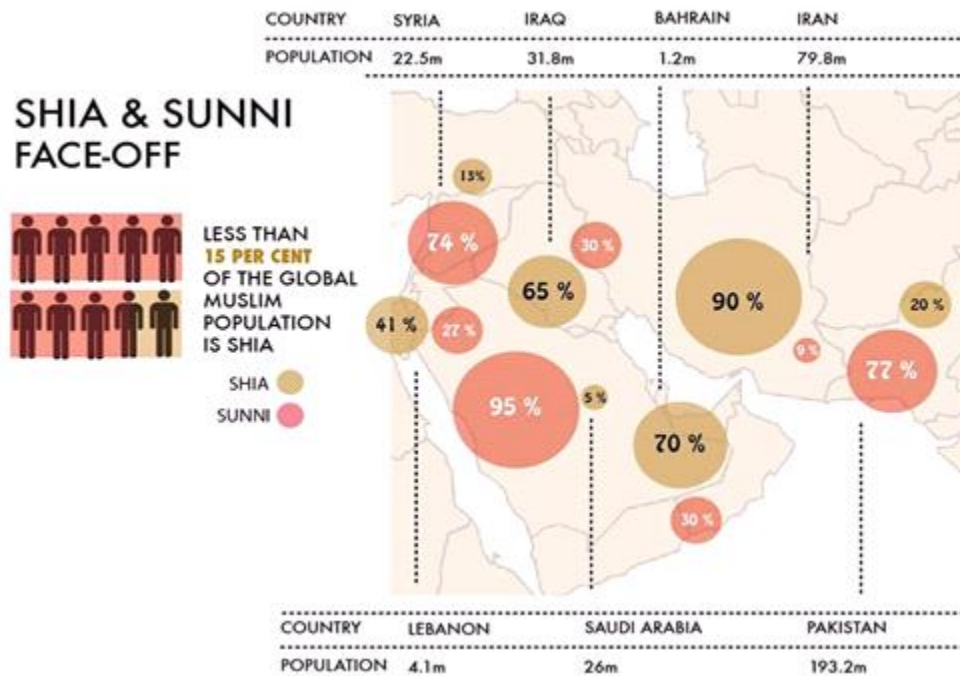 COUNTRY SYRIA IRAQ BAHRAIN IRAN
POPULATION 22.5m 31.8m 1.2m 79.8m
SHIA & SUNNI
FACE-OFF
LESS THAN
15 PER CENT
OF THE GLOBAL
MUSLIM
POPULATION
IS SHIA
SHIA
SUNNI
13%
74 %
30 %
65 %
90 %
20 %
41 %
27 %
9 %
77 %
95 %
5 %
70 %
30 %
COUNTRY LEBANON SAUDI ARABIA PAKISTAN
POPULATION 4.1m 26m 193.2m